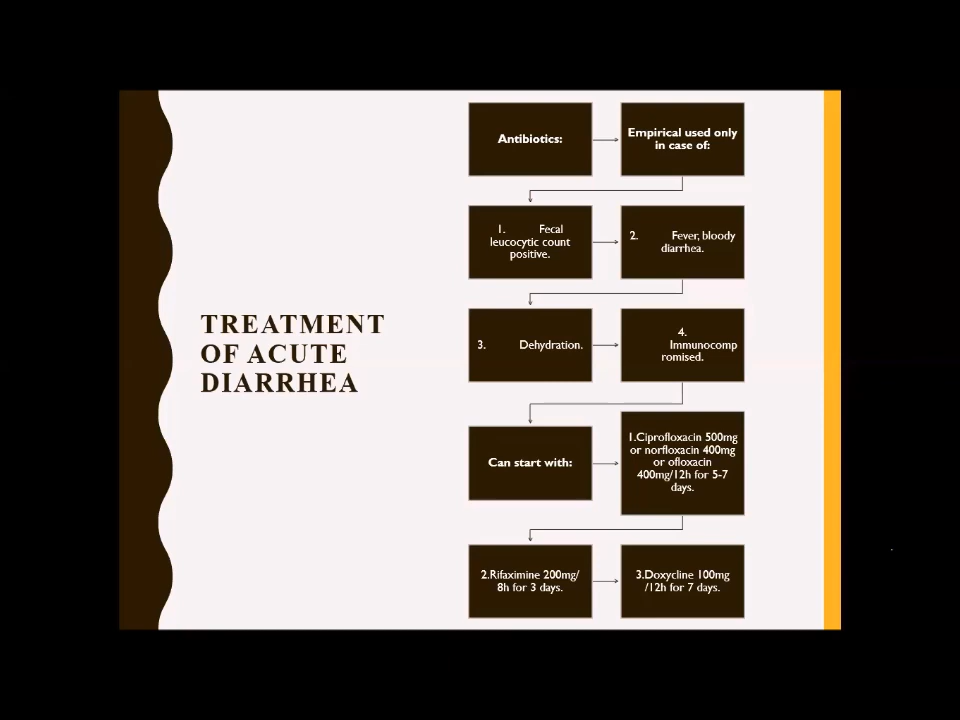 TREATMENT
OF ACUTE
DIARRHEA
Antibiotics:
Empirical used only
in case of:
1. Fecal
leucocytic count
positive.
2. Fever, bloody
diarrhea.
3. Dehydration.
4.
Immunocomp
romised.
Can start with:
1.Ciprofloxacin 500mg
or norfloxacin 400mg
or ofloxacin
400mg/12h for 5-7
days.
2.Rifaximine 200mg/
8h for 3 days.
3.Doxycline 100mg
/12h for 7 days.